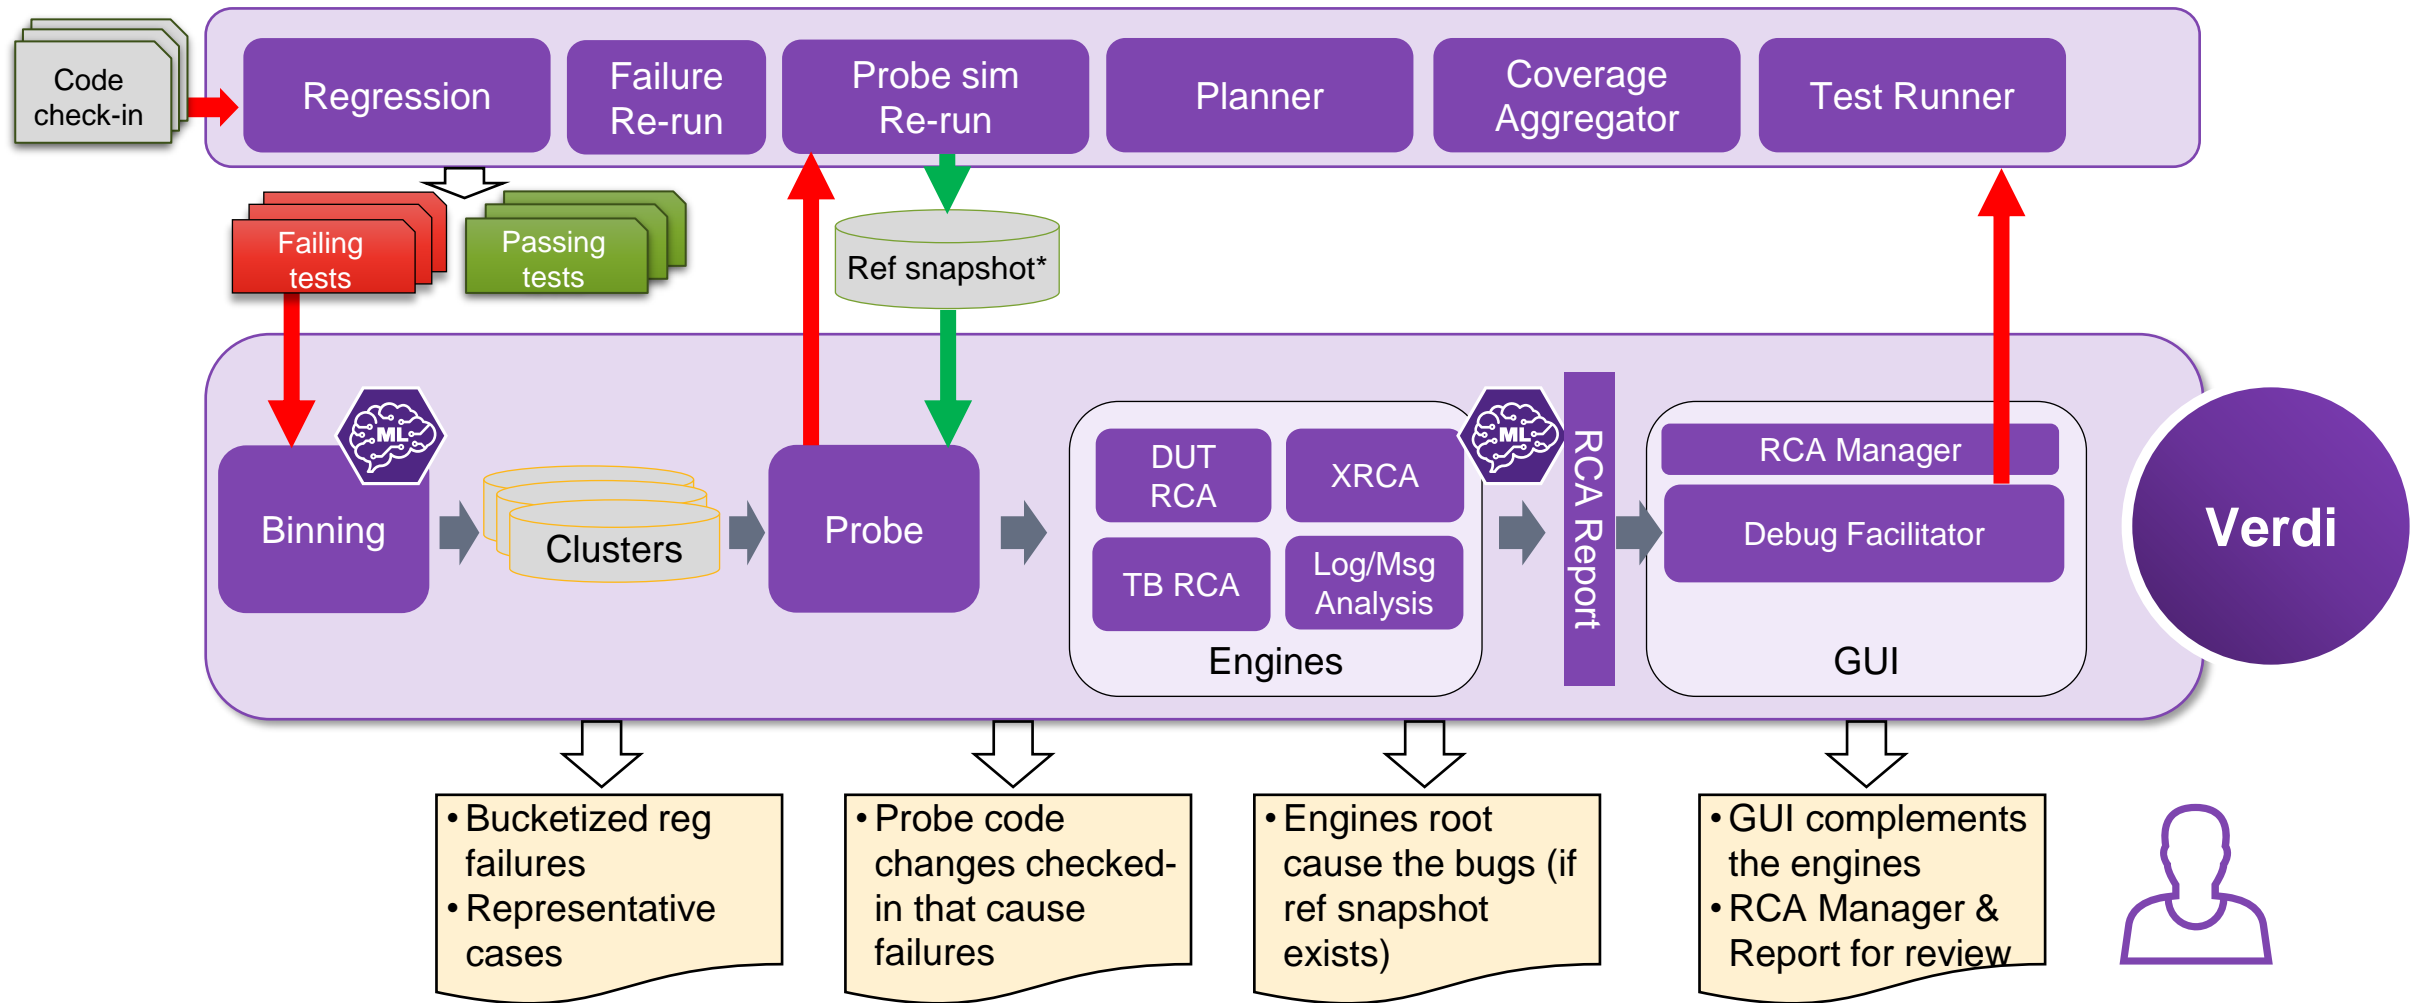 Code
check-in
Regression
Failure
Re-run
Probe sim
Re-run
Planner
Coverage
Aggregator
Test Runner
Failing
tests
Passing
tests
Ref snapshot*
Binning
ML
Clusters
Probe
DUT
RCA
XRCA
TB RCA
Log/Msg
Analysis
Engines
ML
RCA Report
RCA Manager
Debug Facilitator
GUI
Verdi
• Bucketized reg
failures
• Representative
cases
• Probe code
changes checked-
in that cause
failures
• Engines root
cause the bugs (if
ref snapshot
exists)
• GUI complements
the engines
• RCA Manager &
Report for review